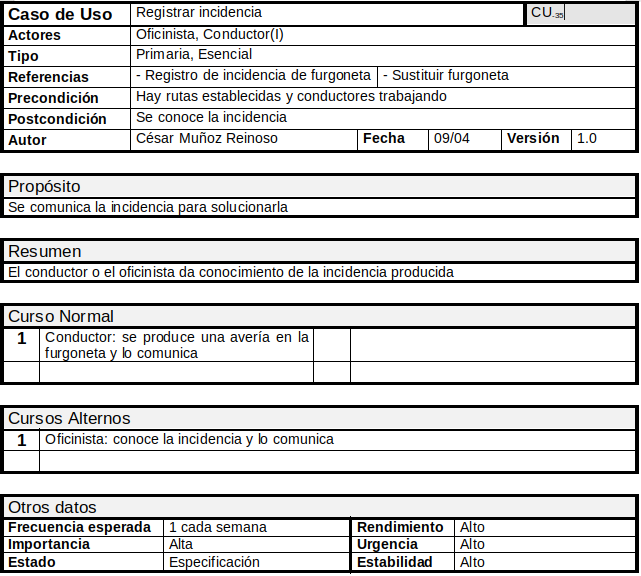 Caso de Uso Registrar incidencia CU.35
Actores Oficinista, Conductor(I)
Tipo Primaria, Esencial
Referencias - Registro de incidencia de furgoneta - Sustituir furgoneta
Precondición Hay rutas establecidas y conductores trabajando
Postcondición Se conoce la incidencia
Autor César Muñoz Reinoso Fecha 09/04 Versión 1.0
Propósito
Se comunica la incidencia para solucionarla
Resumen
El conductor o el oficinista da conocimiento de la incidencia producida
Curso Normal
1 Conductor: se produce una avería en la
furgoneta y lo comunica
Cursos Alternos
1 Oficinista: conoce la incidencia y lo comunica
Otros datos
Frecuencia esperada 1 cada semana Rendimiento Alto
Importancia Alta Urgencia Alto
Estado Especificación Estabilidad Alto